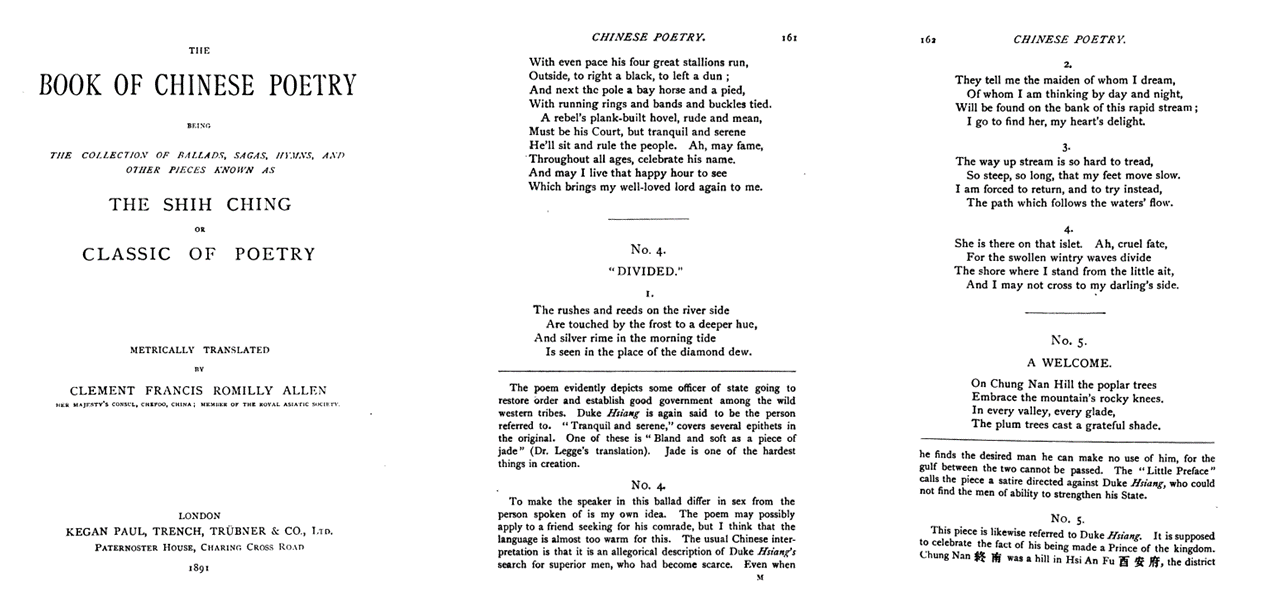 THE
BOOK OF CHINESE POETRY
BEING
THE COLLECTION OF BALLADS, SAGAS, HYMNS, AND
OTHER PIECES KNOWN AS
THE SHIH CHING
OR
CLASSIC OF POETRY
METRICALLY TRANSLATED
BY
CLEMENT FRANCIS ROMILLY ALLEN
HER MAJESTY'S CONSUL, CHEFOO, CHINA; MEMBER OF THE ROYAL ASIATIC SOCIETY.
LONDON
KEGAN PAUL, TRENCH, TRÜBNER & CO., LTD.
PATERNOSTER HOUSE, CHARING CROSS ROAD
1891
CHINESE POETRY. 161
With even pace his four great stallions run,
Outside, to right a black, to left a dun ;
And next the pole a bay horse and a pied,
With running rings and bands and buckles tied.
A rebel's plank-built hovel, rude and mean,
Must be his Court, but tranquil and serene
He'll sit and rule the people. Ah, may fame,
Throughout all ages, celebrate his name.
And may I live that happy hour to see
Which brings my well-loved lord again to me.
No. 4.
"DIVIDED."
1.
The rushes and reeds on the river side
Are touched by the frost to a deeper hue,
And silver rime in the morning tide
Is seen in the place of the diamond dew.
The poem evidently depicts some officer of state going to
restore order and establish good government among the wild
western tribes. Duke Hsiang is again said to be the person
referred to. "Tranquil and serene," covers several epithets in
the original. One of these is "Bland and soft as a piece of
jade" (Dr. Legge's translation). Jade is one of the hardest
things in creation.
No. 4.
To make the speaker in this ballad differ in sex from the
person spoken of is my own idea. The poem may possibly
apply to a friend seeking for his comrade, but I think that the
language is almost too warm for this. The usual Chinese inter-
pretation is that it is an allegorical description of Duke Hsiang's
search for superior men, who had become scarce. Even when
M
162 CHINESE POETRY.
2.
They tell me the maiden of whom I dream,
Of whom I am thinking by day and night,
Will be found on the bank of this rapid stream ;
I go to find her, my heart's delight.
3.
The way up stream is so hard to tread,
So steep, so long, that my feet move slow.
I am forced to return, and to try instead,
The path which follows the waters' flow.
4.
She is there on that islet. Ah, cruel fate,
For the swollen wintry waves divide
The shore where I stand from the little ait,
And I may not cross to my darling's side.
No. 5.
A WELCOME.
On Chung Nan Hill the poplar trees
Embrace the mountain's rocky knees.
In every valley, every glade,
The plum trees cast a grateful shade.
he finds the desired man he can make no use of him, for the
gulf between the two cannot be passed. The "Little Preface"
calls the piece a satire directed against Duke Hsiang, who could
not find the men of ability to strengthen his State.
No. 5.
This piece is likewise referred to Duke Hsiang. It is supposed
to celebrate the fact of his being made a Prince of the kingdom.
Chung Nan 終 南 was a hill in Hsi An Fu 西 安 府, the district